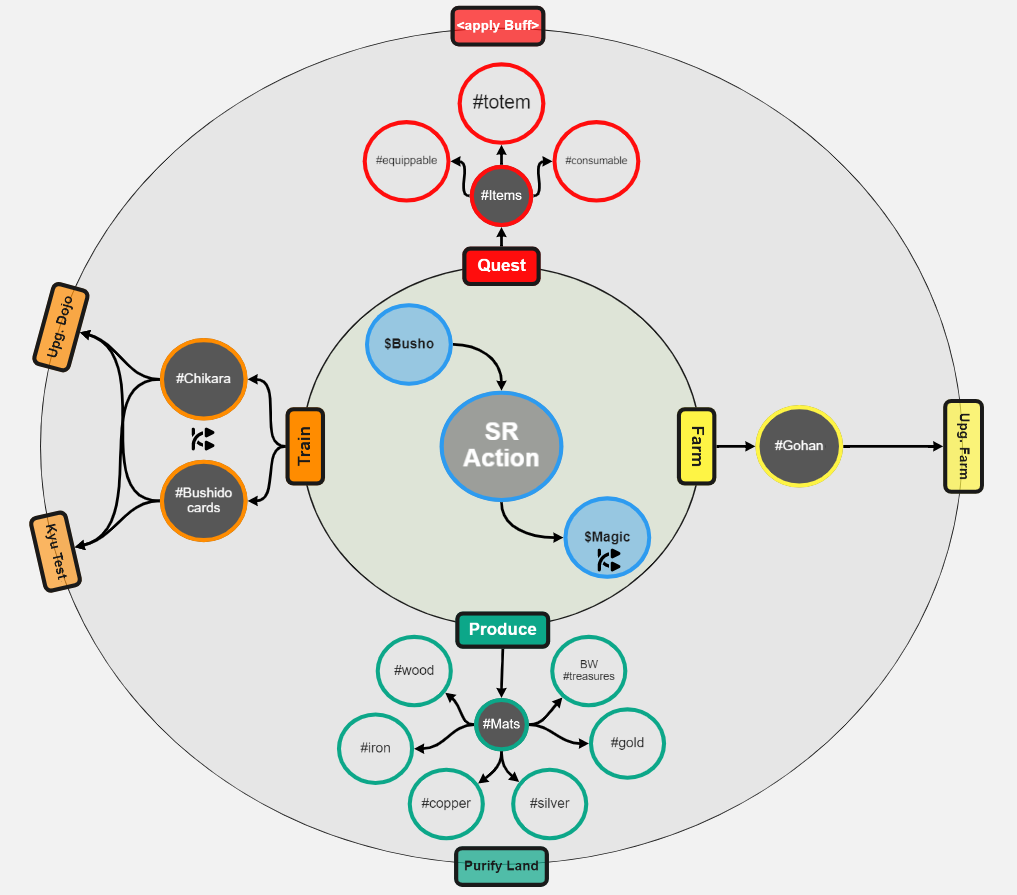 <apply Buff>
#totem
#equippable
#consumable
#Items
Quest
$Busho
SR
Action
$Magic
Upg. Dojo
#Chikara
#Bushido
cards
Kyu Test
Train
Farm
#Gohan
Upg. Farm
Produce
#wood
BW
#treasures
#Mats
#iron
#gold
#copper
#silver
Purify Land